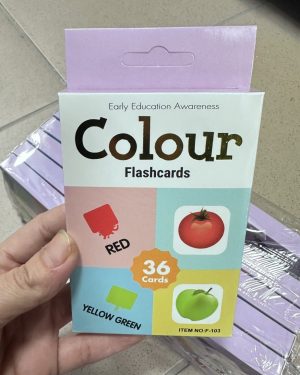 Early Education Awareness
Colour
Flashcards
RED
36
Cards
YELLOW GREEN
ITEM NO:F-103